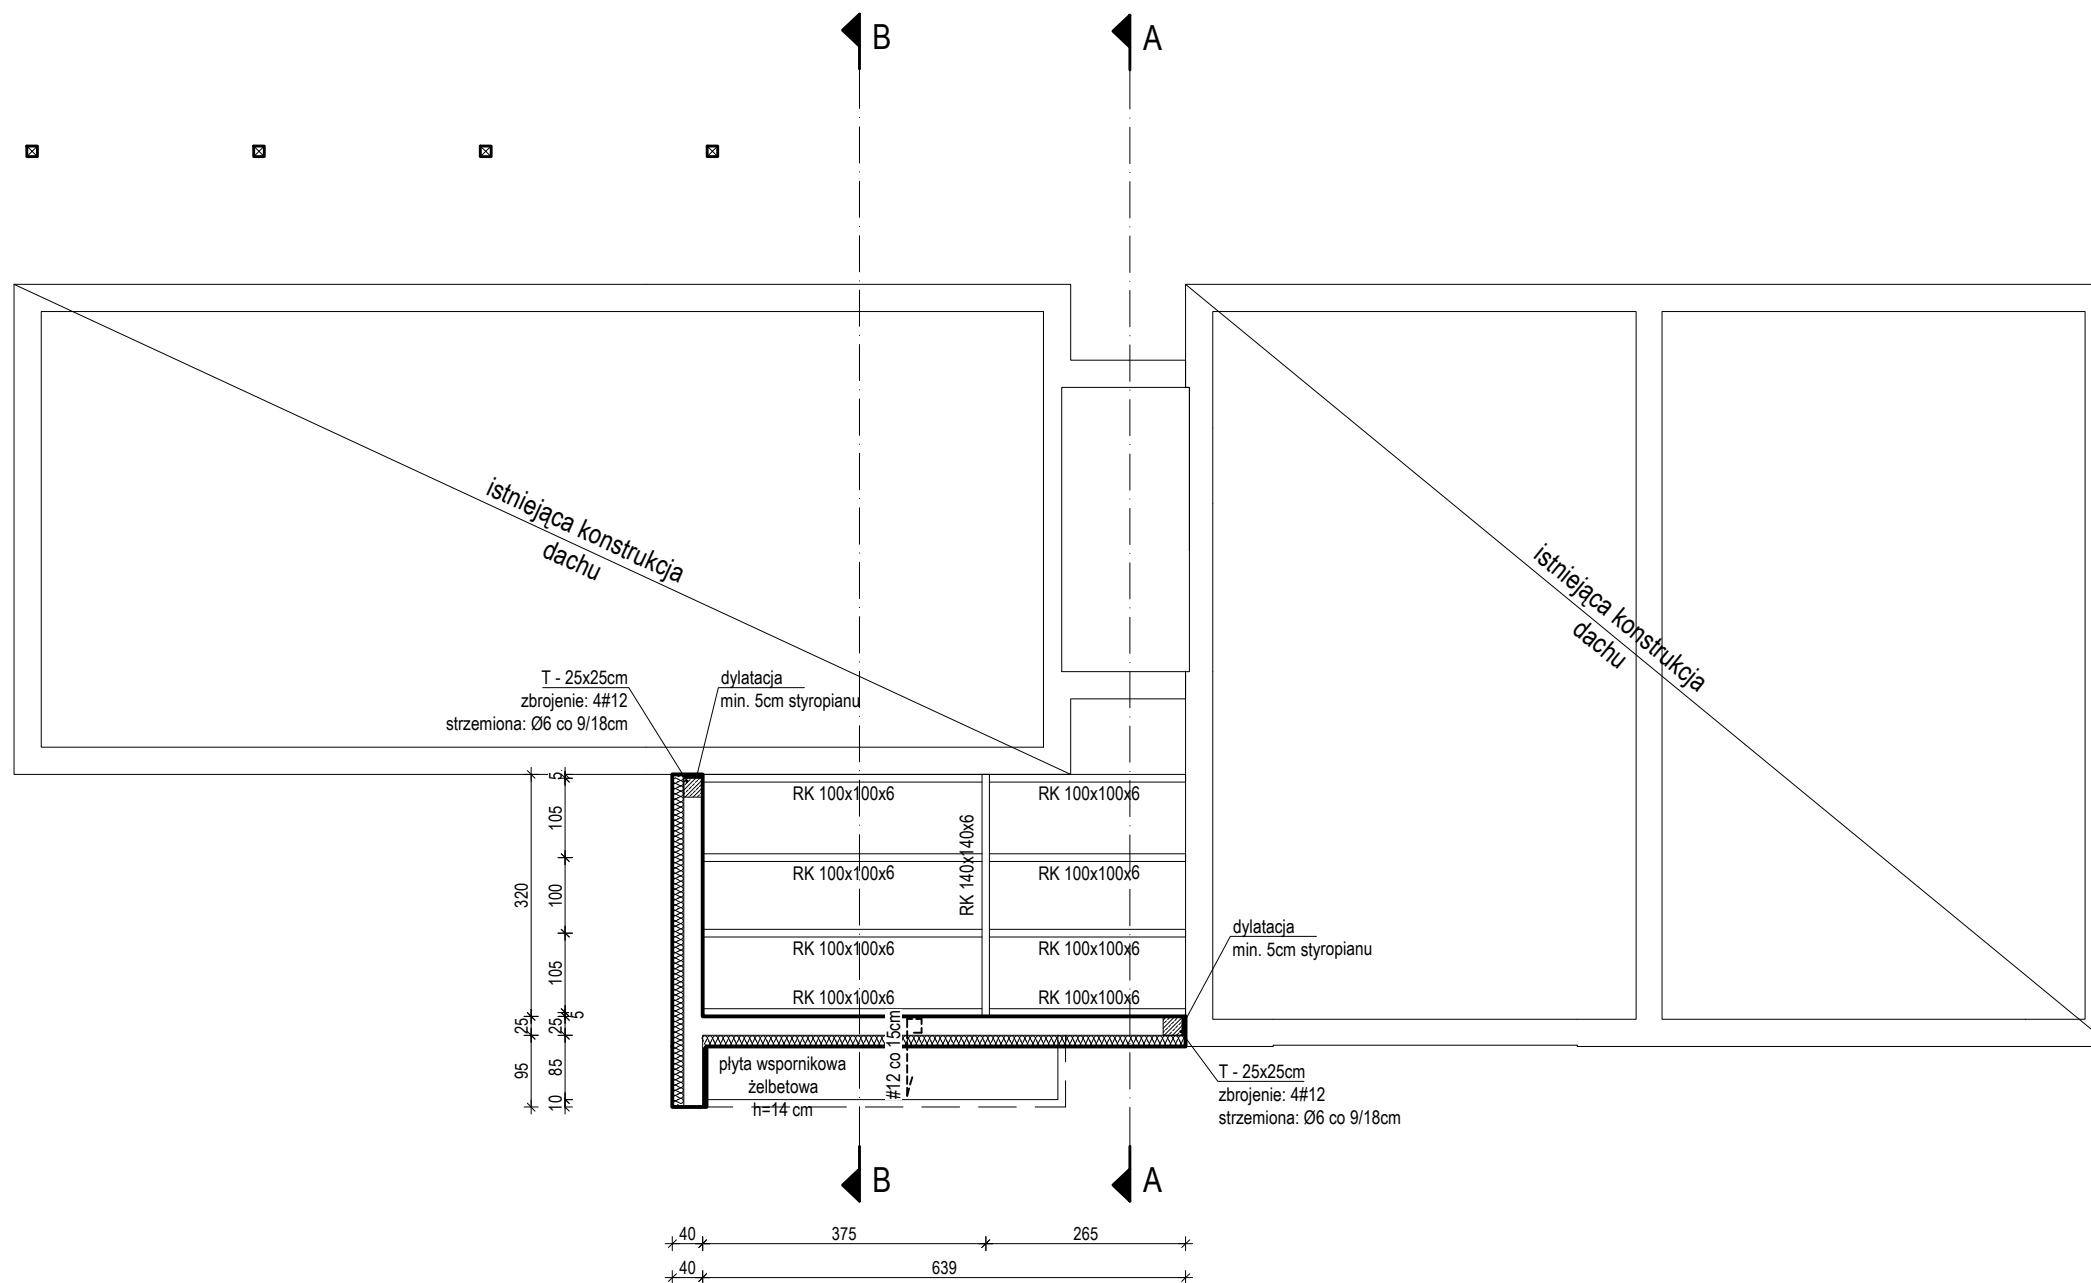 B
A
istniejąca konstrukcja
dachu
istniejąca konstrukcja
dachu
T - 25x25cm
zbrojenie: 4#12
strzemiona: Ø6 co 9/18cm
dylatacja
min. 5cm styropianu
RK 100x100x6
RK 100x100x6
RK 140x140x6
RK 100x100x6
RK 100x100x6
RK 100x100x6
RK 100x100x6
RK 100x100x6
RK 100x100x6
dylatacja
min. 5cm styropianu
320
25
95
5
105
100
105
5
25
85
10
#12 co 15cm
płyta wspornikowa
żelbetowa
h=14 cm
T - 25x25cm
zbrojenie: 4#12
strzemiona: Ø6 co 9/18cm
B
A
40
375
265
40
639